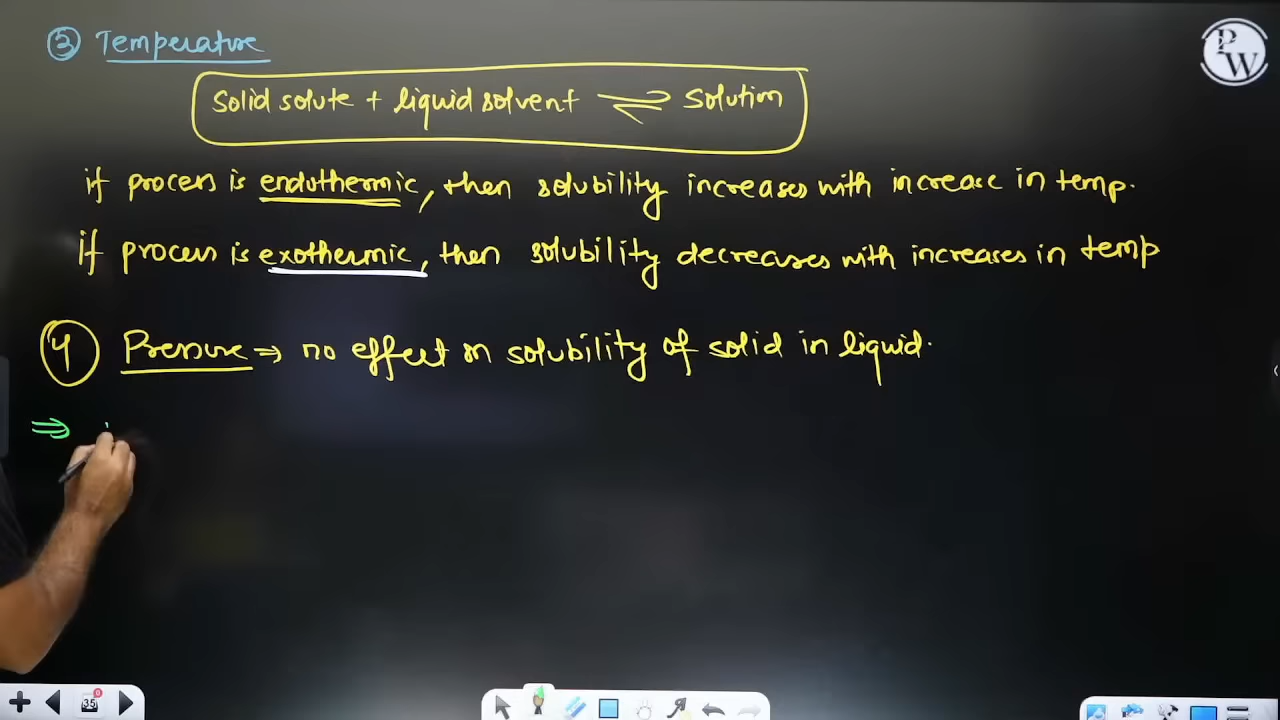 ③ Temperature
Solid solute + liquid solvent ⇌ Solution
if process is endothermic, then solubility increases with increase in temp.
if process is exothermic, then solubility decreases with increases in temp
④ Pressure ⇒ no effect on solubility of solid in liquid.
⇒
PW
35